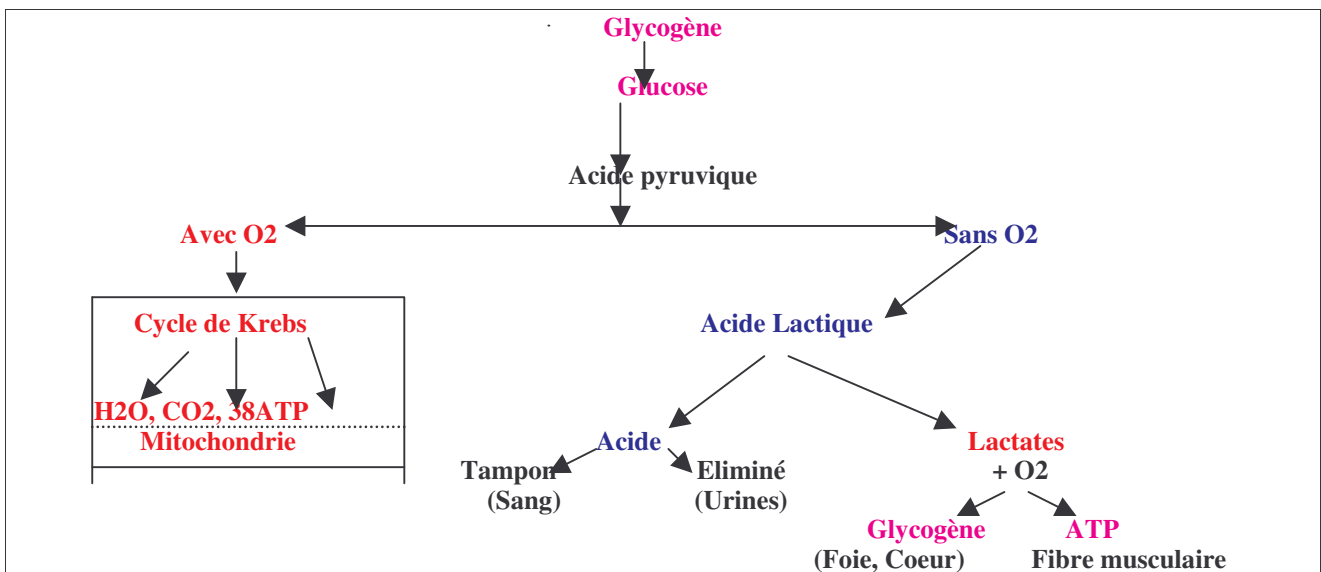 Glycogène
Glucose
Acide pyruvique
Avec O2
Sans O2
Cycle de Krebs
Acide Lactique
H2O, CO2, 38ATP
Mitochondrie
Acide
Lactates
Tampon
Eliminé
+ O2
(Sang)
(Urines)
Glycogène
ATP
(Foie, Coeur)
Fibre musculaire